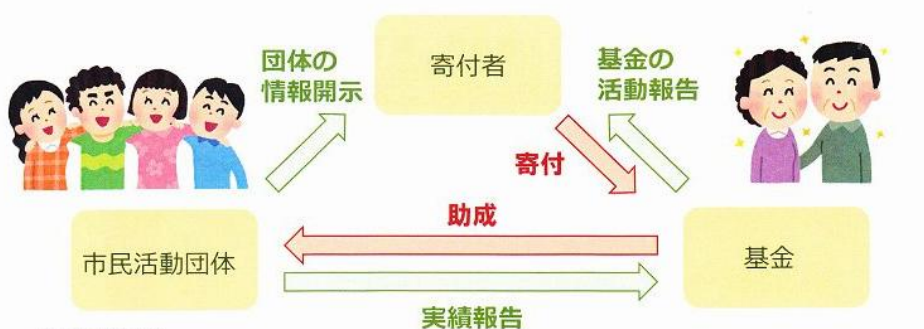 団体の
情報開示
寄付者
基金の
活動報告
寄付
助成
市民活動団体
基金
実績報告